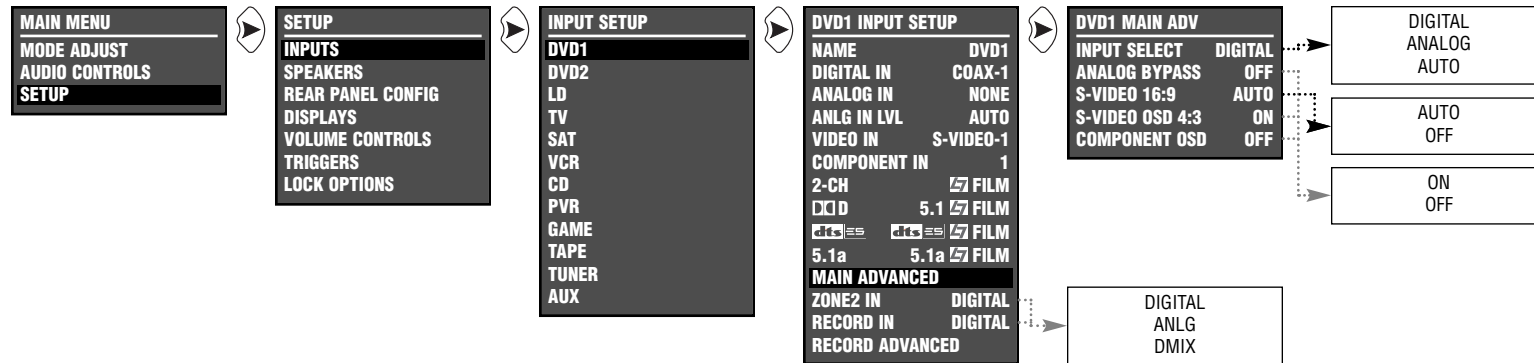 MAIN MENU
MODE ADJUST
AUDIO CONTROLS
SETUP
SETUP
INPUTS
SPEAKERS
REAR PANEL CONFIG
DISPLAYS
VOLUME CONTROLS
TRIGGERS
LOCK OPTIONS
INPUT SETUP
DVD1
DVD2
LD
TV
SAT
VCR
CD
PVR
GAME
TAPE
TUNER
AUX
DVD1 INPUT SETUP
NAME DVD1
DIGITAL IN COAX-1
ANALOG IN NONE
ANLG IN LVL AUTO
VIDEO IN S-VIDEO-1
COMPONENT IN 1
2-CH FILM
D 5.1 FILM
dts ES dts ES FILM
5.1a 5.1a FILM
MAIN ADVANCED
ZONE2 IN DIGITAL
RECORD IN DIGITAL
RECORD ADVANCED
DVD1 MAIN ADV
INPUT SELECT DIGITAL
ANALOG BYPASS OFF
S-VIDEO 16:9 AUTO
S-VIDEO OSD 4:3 ON
COMPONENT OSD OFF
DIGITAL
ANALOG
AUTO
AUTO
OFF
ON
OFF
DIGITAL
ANLG
DMIX